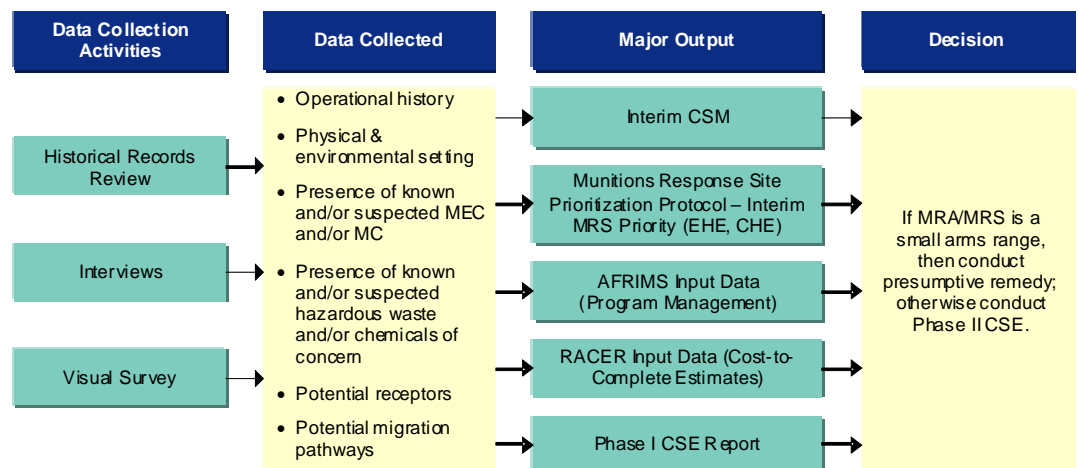 Data Collection
Activities
Data Collected
Major Output
Decision
Historical Records
Review
Interviews
Visual Survey
• Operational history
• Physical &
environmental setting
• Presence of known
and/or suspected MEC
and/or MC
• Presence of known
and/or suspected
hazardous waste
and/or chemicals of
concern
• Potential receptors
• Potential migration
pathways
Interim CSM
Munitions Response Site
Prioritization Protocol – Interim
MRS Priority (EHE, CHE)
AFRIMS Input Data
(Program Management)
RACER Input Data (Cost-to-
Complete Estimates)
Phase I CSE Report
If MRA/MRS is a
small arms range,
then conduct
presumptive remedy;
otherwise conduct
Phase II CSE.